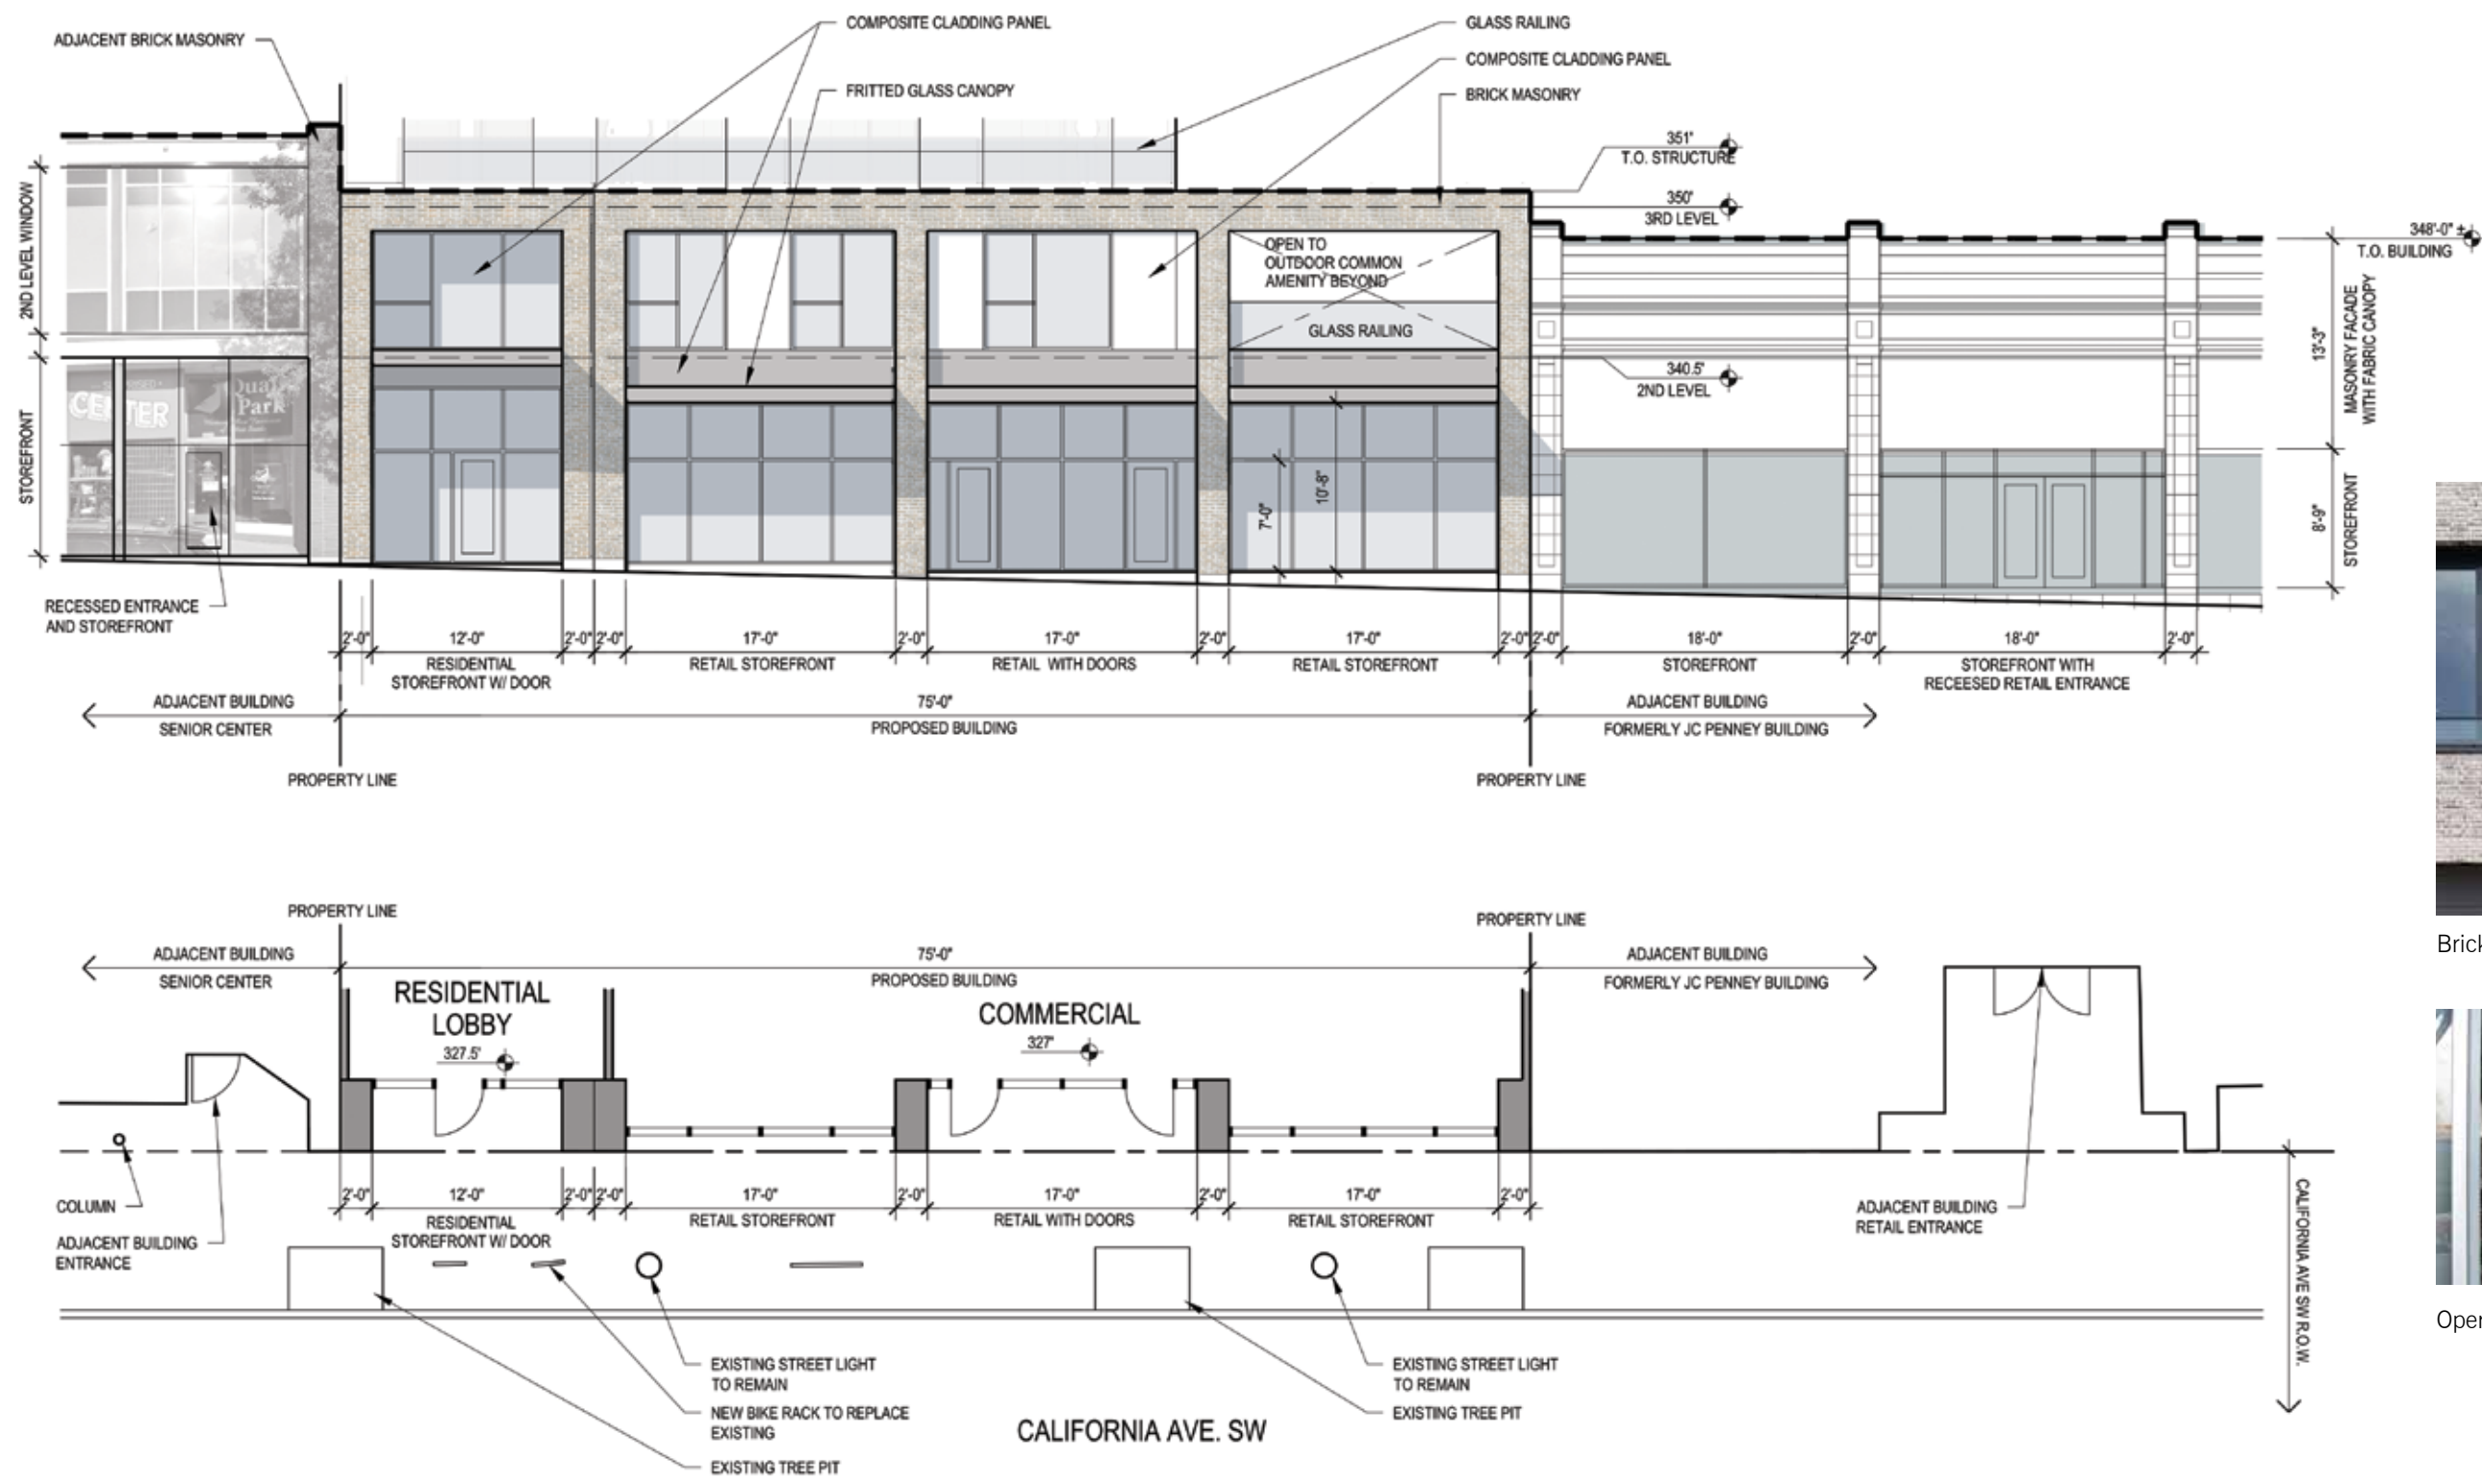 ADJACENT BRICK MASONRY
COMPOSITE CLADDING PANEL
FRITTED GLASS CANOPY
GLASS RAILING
COMPOSITE CLADDING PANEL
BRICK MASONRY
351'
T.O. STRUCTURE
350'
3RD LEVEL
348'-0" ±
T.O. BUILDING
2ND LEVEL WINDOW
STOREFRONT
OPEN TO
OUTDOOR COMMON
AMENITY BEYOND
GLASS RAILING
340.5'
2ND LEVEL
13'-3"
MASONRY FACADE
WITH FABRIC CANOPY
8'-9"
STOREFRONT
CENTER
Park
7'-0"
10'-8"
RECESSED ENTRANCE
AND STOREFRONT
2'-0" 12'-0" 2'-0" 2'-0" 17'-0" 2'-0" 17'-0" 2'-0" 17'-0" 2'-0" 2'-0" 18'-0" 2'-0" 18'-0" 2'-0"
RESIDENTIAL
STOREFRONT W/ DOOR
RETAIL STOREFRONT
RETAIL WITH DOORS
RETAIL STOREFRONT
STOREFRONT
STOREFRONT WITH
RECEESED RETAIL ENTRANCE
ADJACENT BUILDING
SENIOR CENTER
75'-0"
PROPOSED BUILDING
ADJACENT BUILDING
FORMERLY JC PENNEY BUILDING
PROPERTY LINE
PROPERTY LINE
Brick
PROPERTY LINE
PROPERTY LINE
ADJACENT BUILDING
SENIOR CENTER
75'-0"
PROPOSED BUILDING
ADJACENT BUILDING
FORMERLY JC PENNEY BUILDING
RESIDENTIAL
LOBBY
327.5'
COMMERCIAL
327'
COLUMN
ADJACENT BUILDING
ENTRANCE
2'-0" 12'-0" 2'-0" 2'-0" 17'-0" 2'-0" 17'-0" 2'-0" 17'-0" 2'-0"
RESIDENTIAL
STOREFRONT W/ DOOR
RETAIL STOREFRONT
RETAIL WITH DOORS
RETAIL STOREFRONT
ADJACENT BUILDING
RETAIL ENTRANCE
CALIFORNIA AVE SW R.O.W.
Oper
EXISTING STREET LIGHT
TO REMAIN
NEW BIKE RACK TO REPLACE
EXISTING
EXISTING TREE PIT
EXISTING STREET LIGHT
TO REMAIN
EXISTING TREE PIT
CALIFORNIA AVE. SW